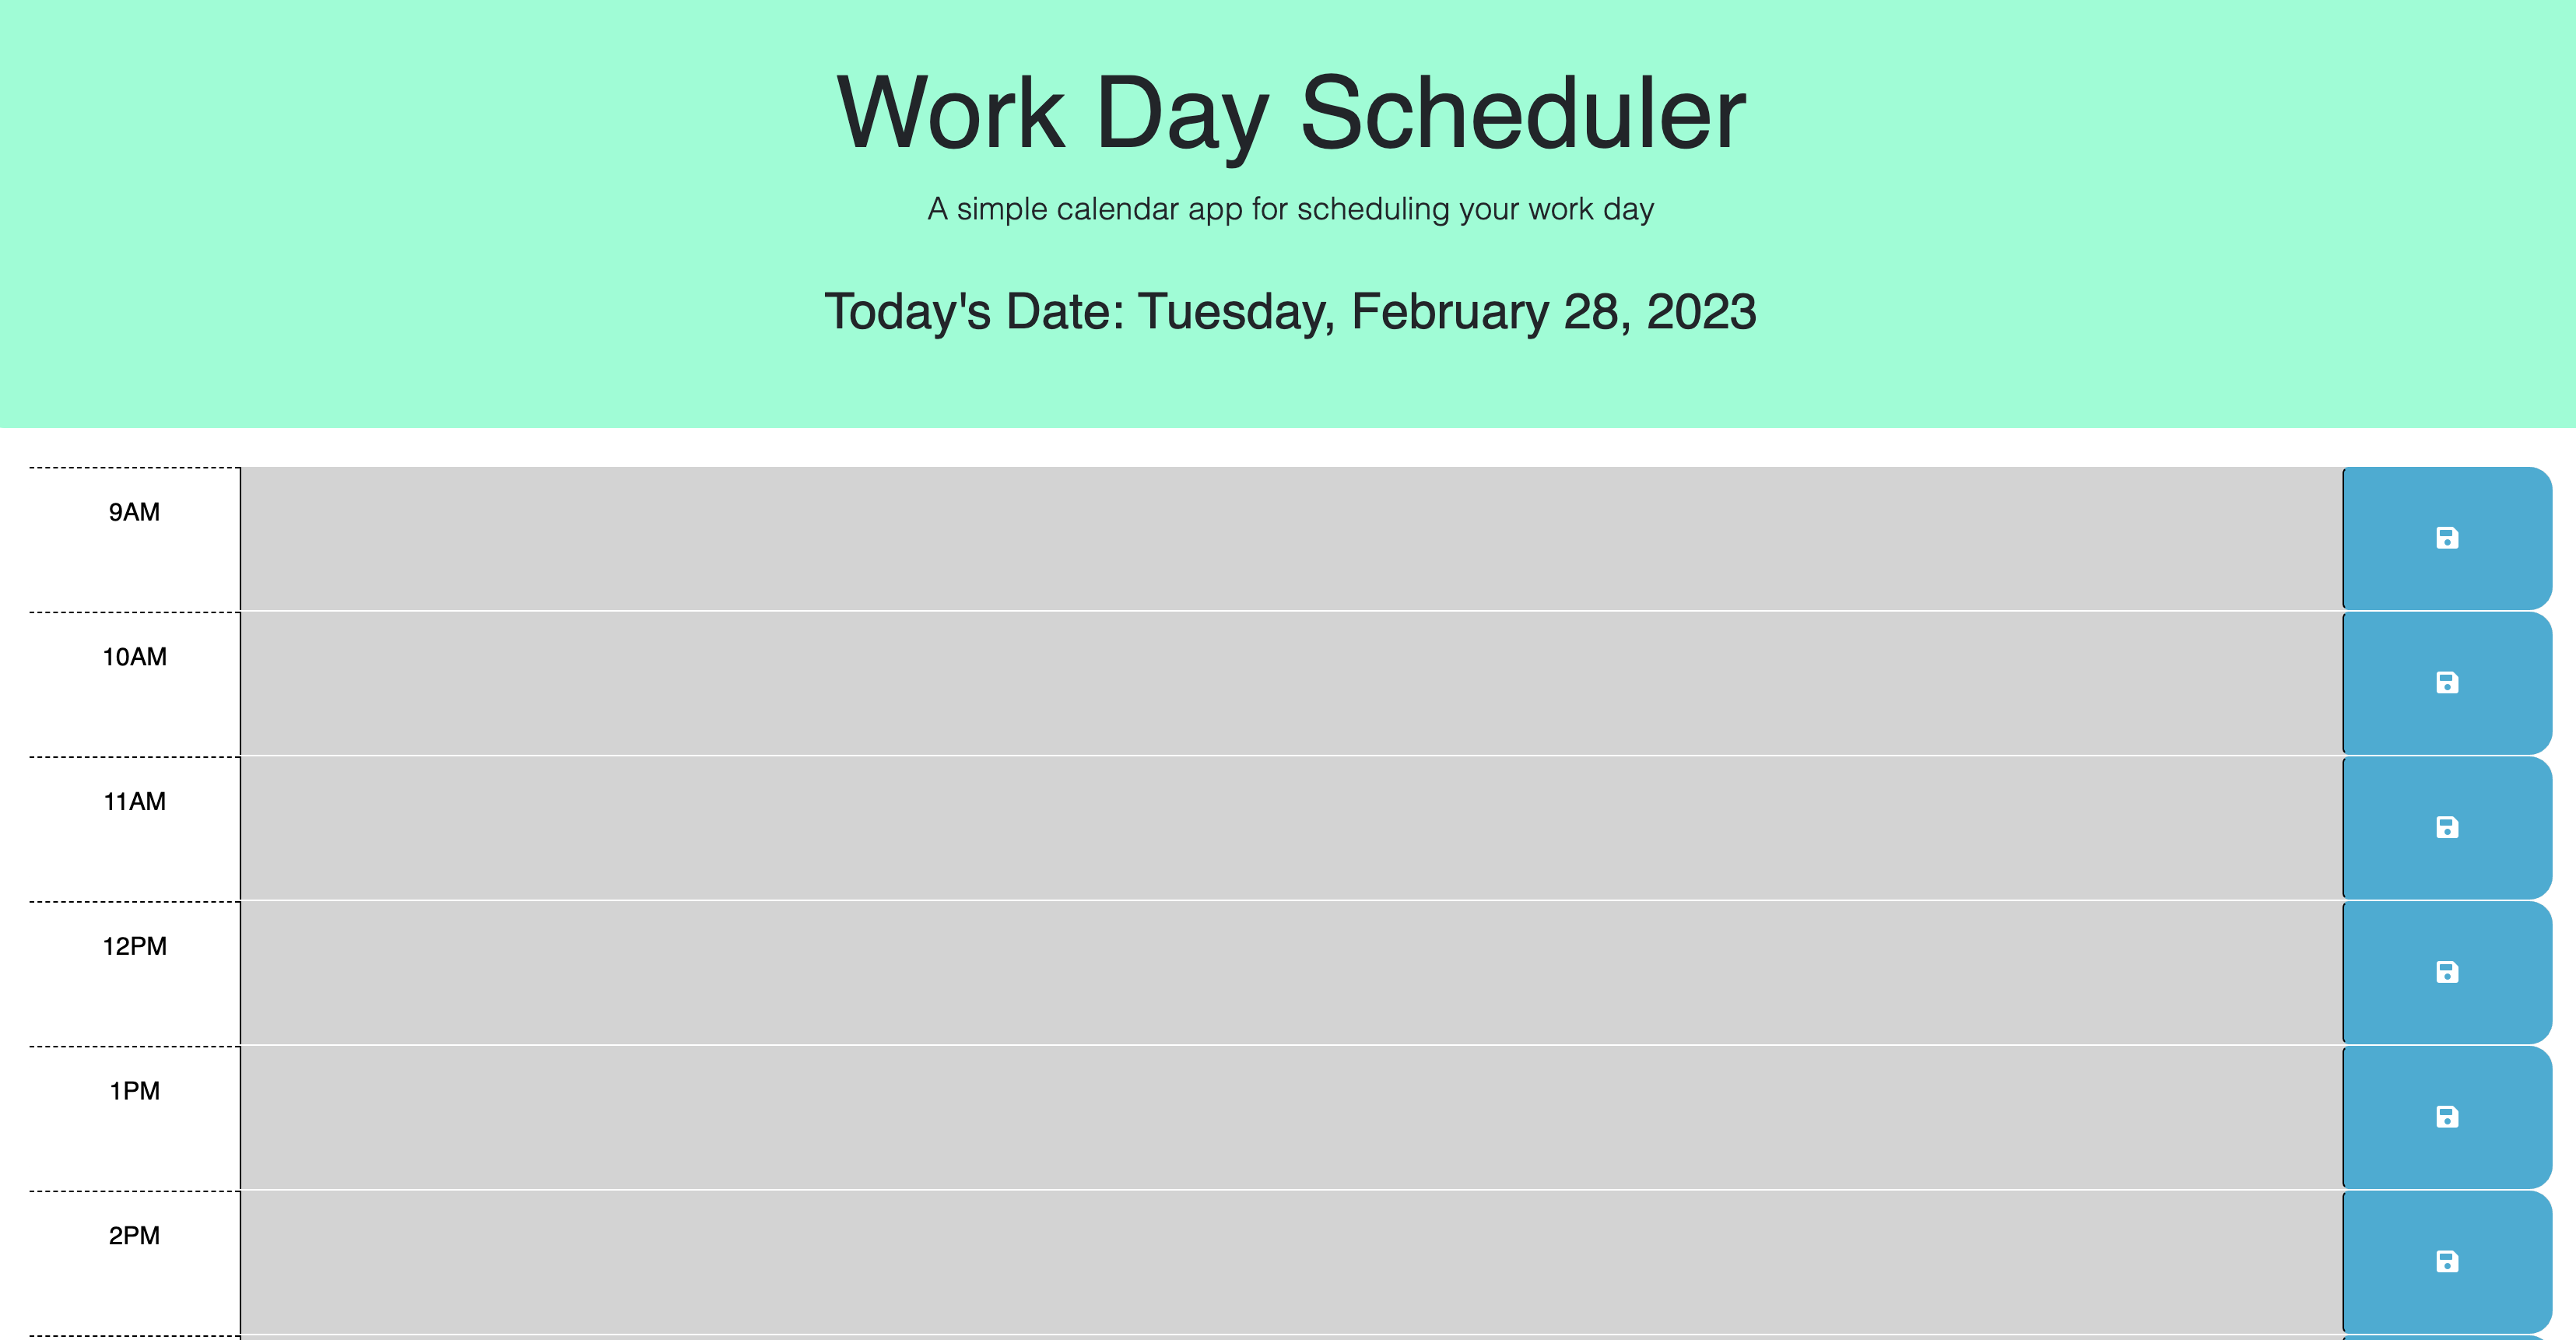 Work Day Scheduler
A simple calendar app for scheduling your work day
Today's Date: Tuesday, February 28, 2023
9AM
10AM
11AM
12PM
1PM
2PM